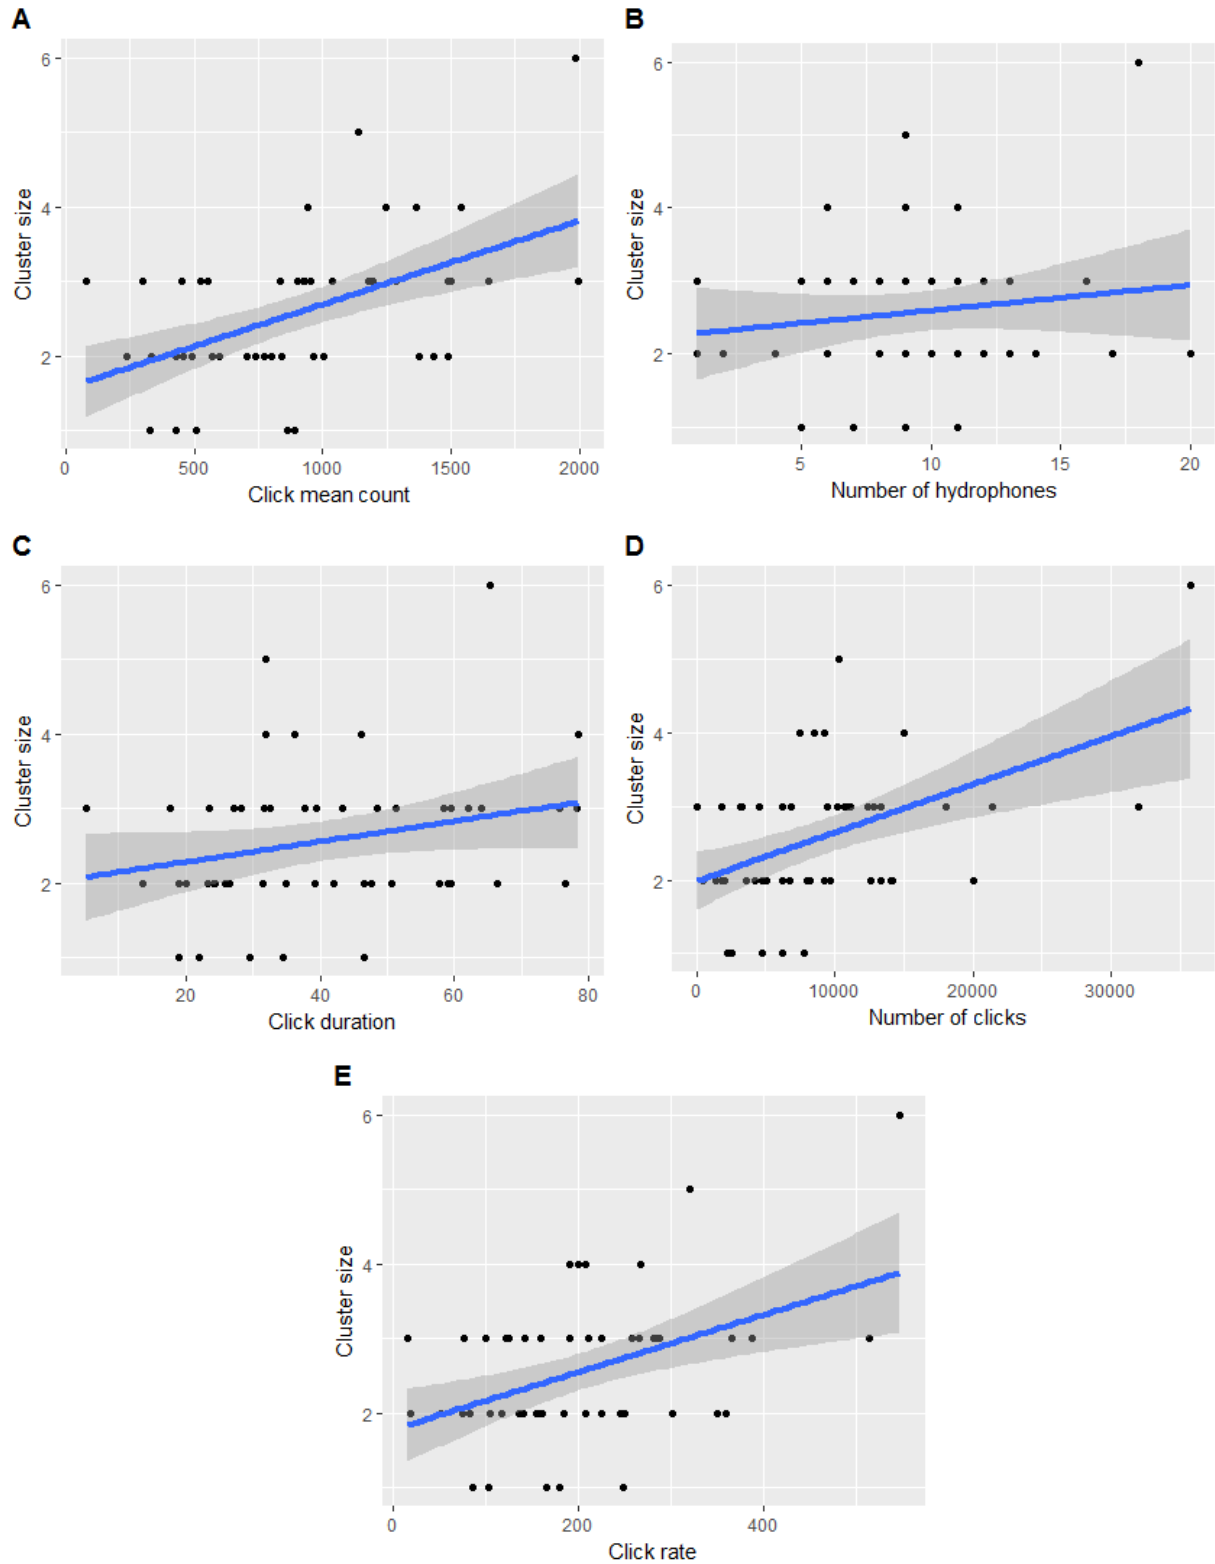 A
6
4
2
Cluster size
0 500 1000 1500 2000
Click mean count
B
6
4
2
Cluster size
5 10 15 20
Number of hydrophones
C
6
4
2
Cluster size
20 40 60 80
Click duration
D
6
4
2
Cluster size
0 10000 20000 30000
Number of clicks
E
6
4
2
Cluster size
0 200 400
Click rate